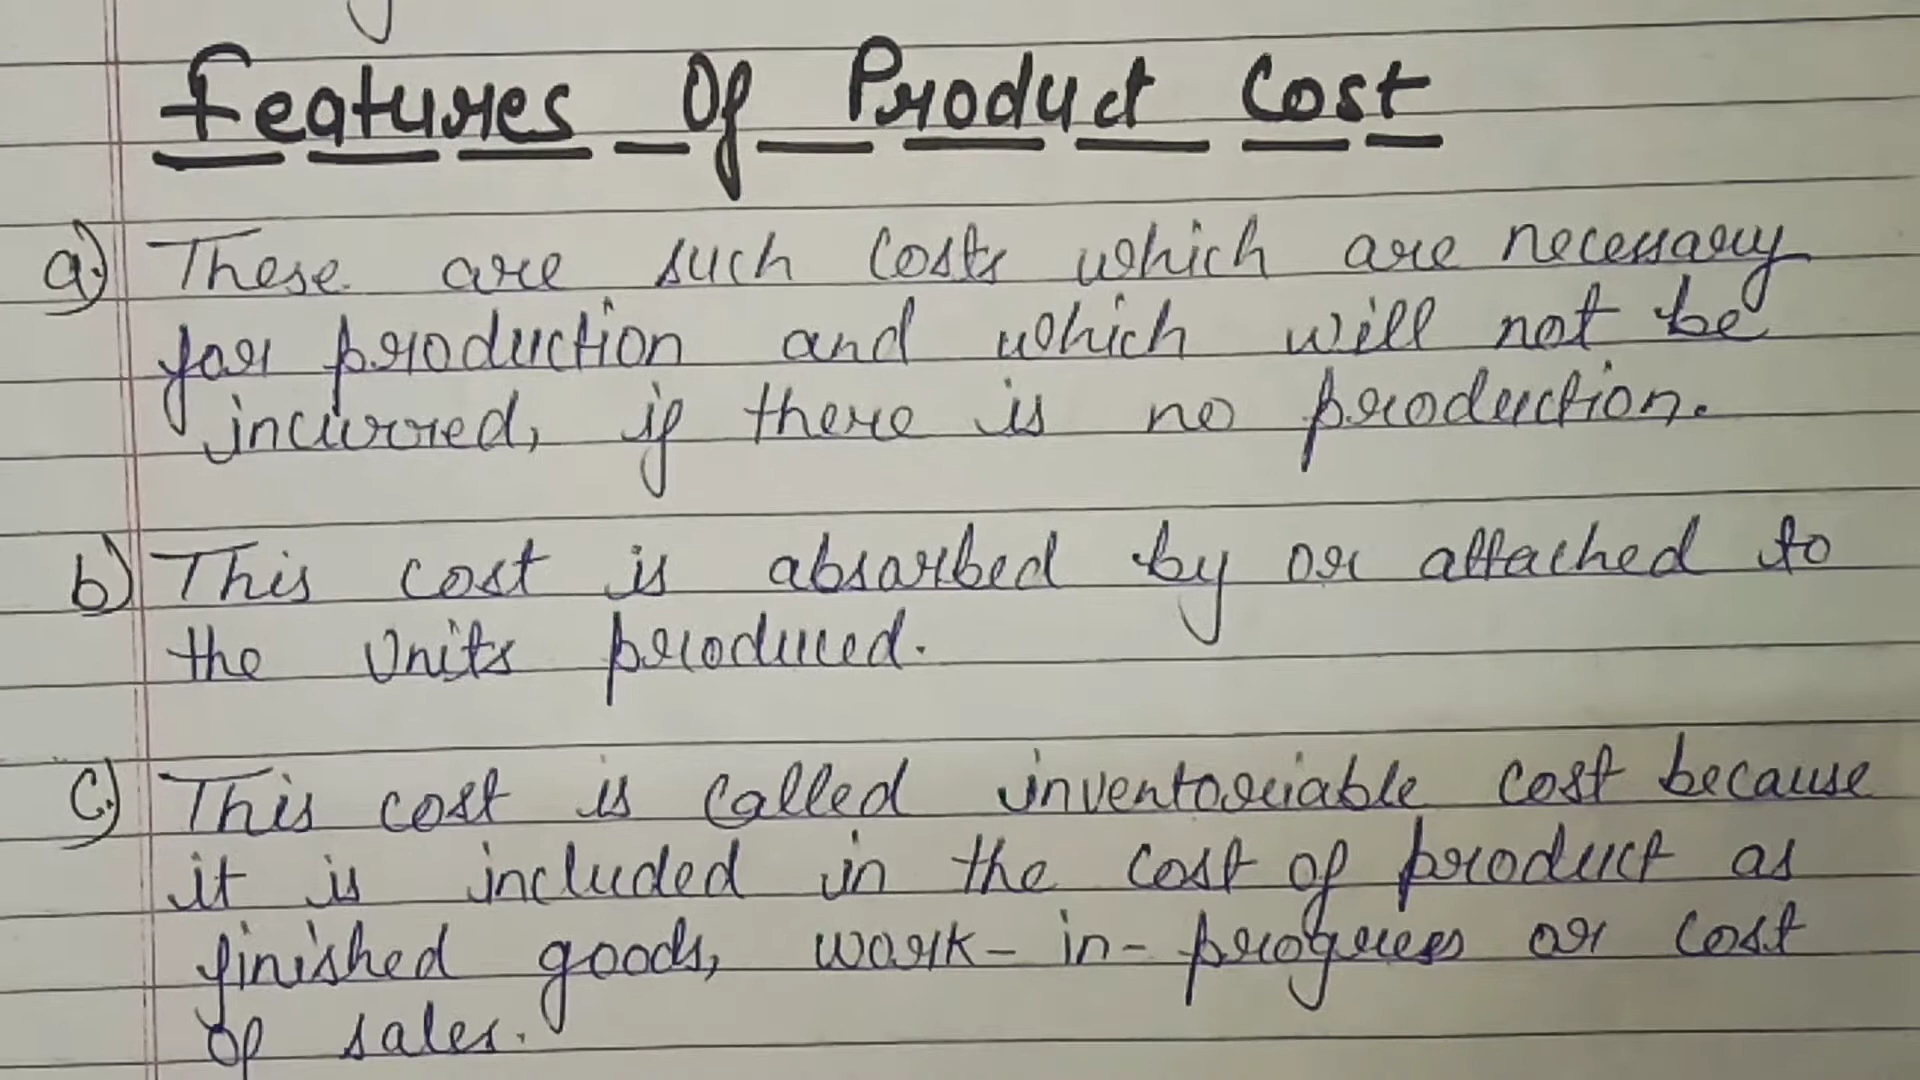 Features Of Product Cost
a) These are such Costs which are necessary
for production and which will not be
incurred, if there is no production.
b) This cost is absorbed by or attached to
the Units produced.
c) This cost is called inventoriable cost because
it is included in the cost of product as
finished goods, work-in-progress or cost
of sales.